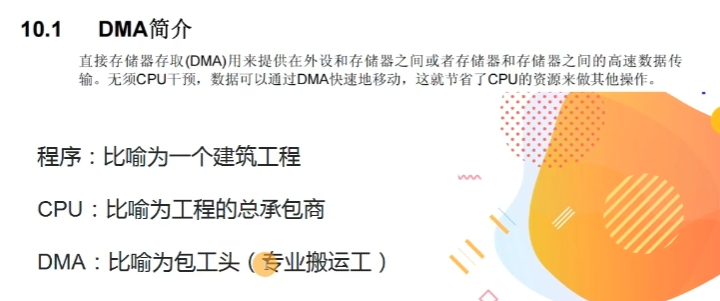 10.1 DMA简介
直接存储器存取(DMA)用来提供在外设和存储器之间或者存储器和存储器之间的高速数据传
输。无须CPU干预，数据可以通过DMA快速地移动，这就节省了CPU的资源来做其他操作。
程序：比喻为一个建筑工程
CPU：比喻为工程的总承包商
DMA：比喻为包工头（专业搬运工）